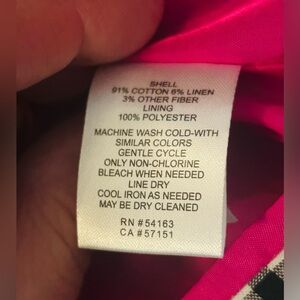 SHELL
91% COTTON 6% LINEN
3% OTHER FIBER
LINING
100% POLYESTER
MACHINE WASH COLD-WITH
SIMILAR COLORS
GENTLE CYCLE
ONLY NON-CHLORINE
BLEACH WHEN NEEDED
LINE DRY
COOL IRON AS NEEDED
MAY BE DRY CLEANED
RN #54163
CA #57151